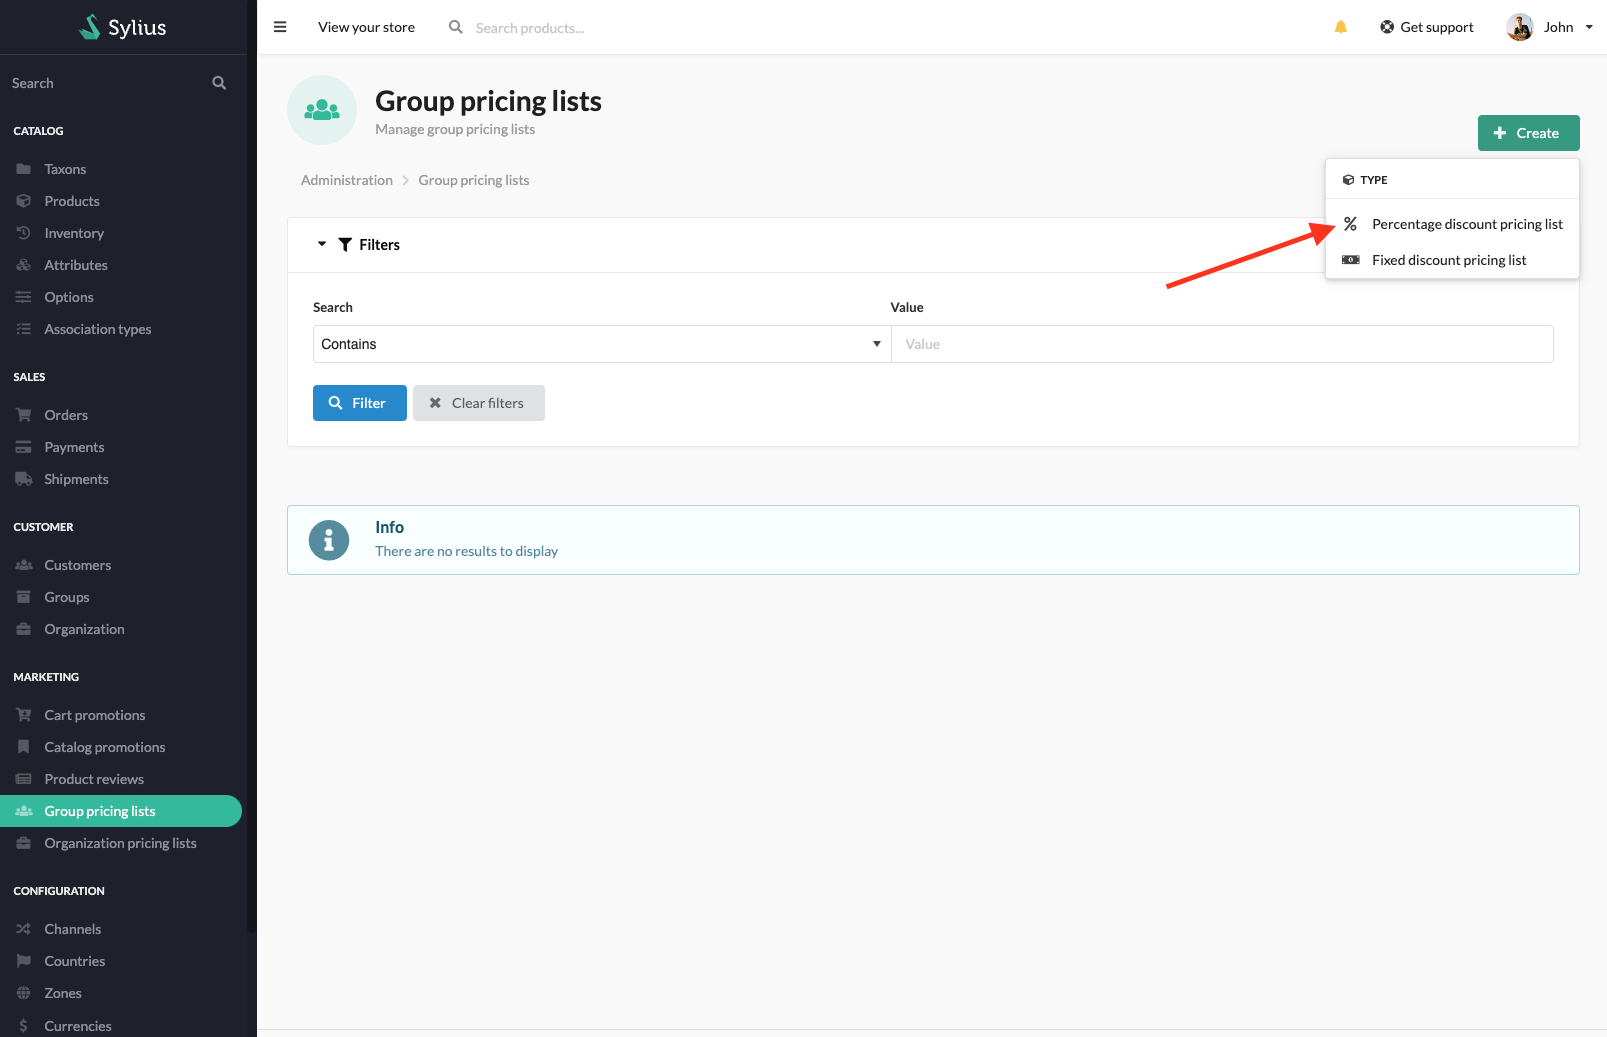 Sylius
Search
CATALOG
Taxons
Products
Inventory
Attributes
Options
Association types
SALES
Orders
Payments
Shipments
CUSTOMER
Customers
Groups
Organization
MARKETING
Cart promotions
Catalog promotions
Product reviews
Group pricing lists
Organization pricing lists
CONFIGURATION
Channels
Countries
Zones
Currencies
View your store
Search products...
Get support
John
Group pricing lists
Manage group pricing lists
Create
Administration > Group pricing lists
TYPE
Percentage discount pricing list
Fixed discount pricing list
Filters
Search
Value
Contains
Value
Filter
Clear filters
Info
There are no results to display